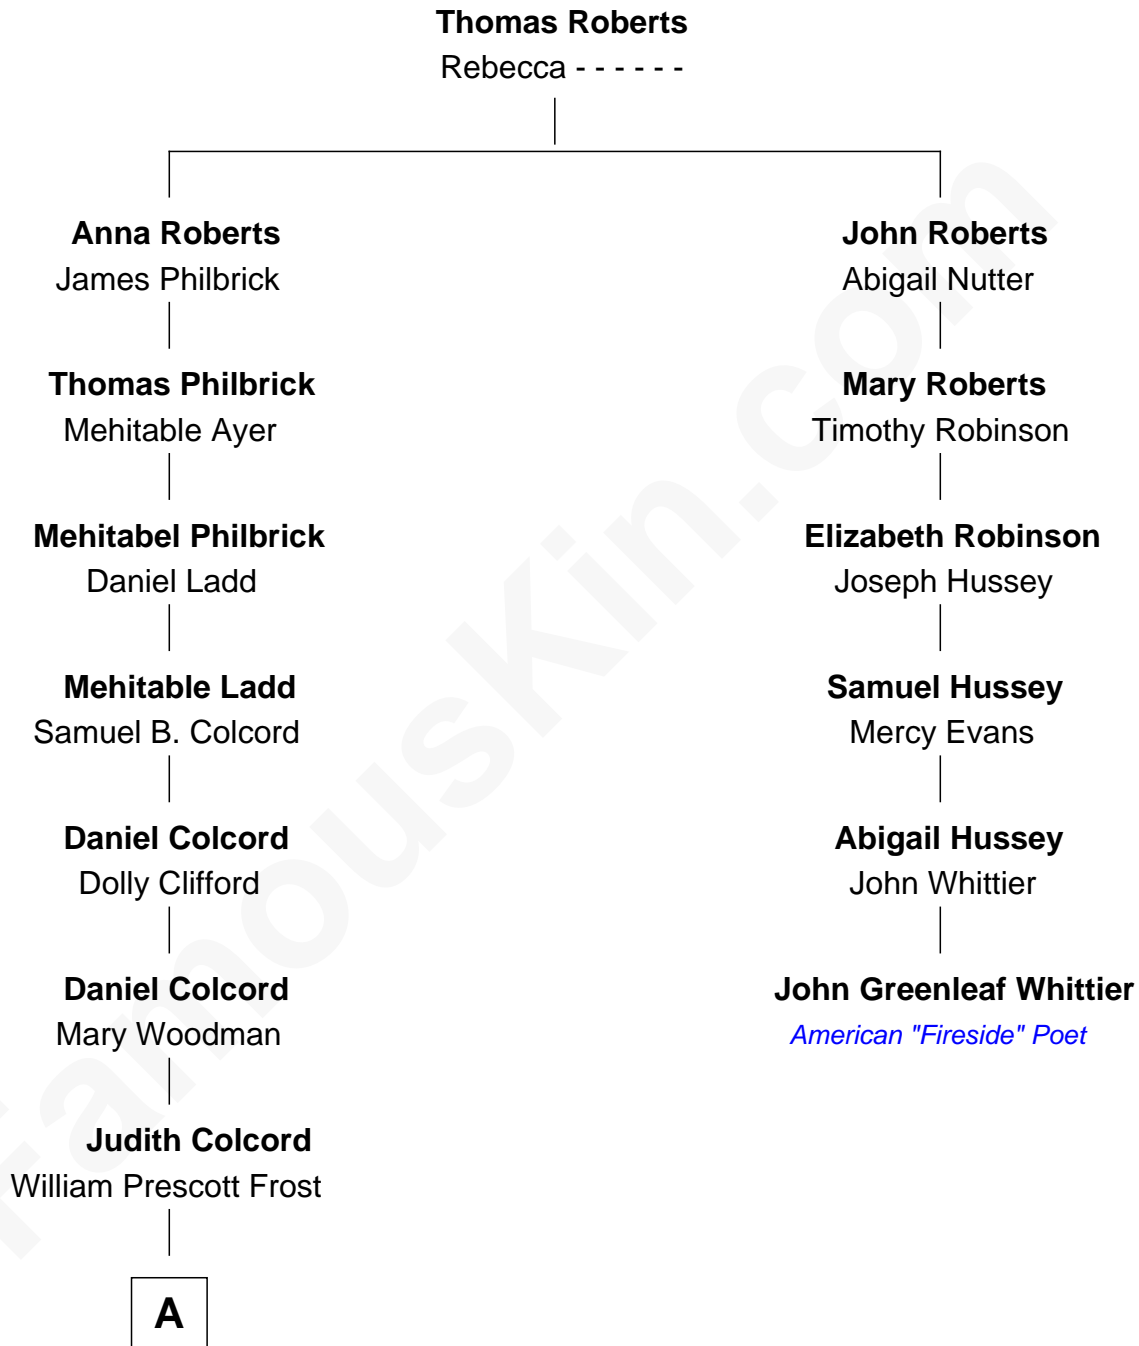 Thomas Roberts
Rebecca - - - - - -
Anna Roberts
James Philbrick
John Roberts
Abigail Nutter
Thomas Philbrick
Mehitable Ayer
Mary Roberts
Timothy Robinson
Mehitabel Philbrick
Daniel Ladd
Elizabeth Robinson
Joseph Hussey
Mehitable Ladd
Samuel B. Colcord
Samuel Hussey
Mercy Evans
Daniel Colcord
Dolly Clifford
Abigail Hussey
John Whittier
Daniel Colcord
Mary Woodman
John Greenleaf Whittier
American "Fireside" Poet
Judith Colcord
William Prescott Frost
A
FamousKin.com